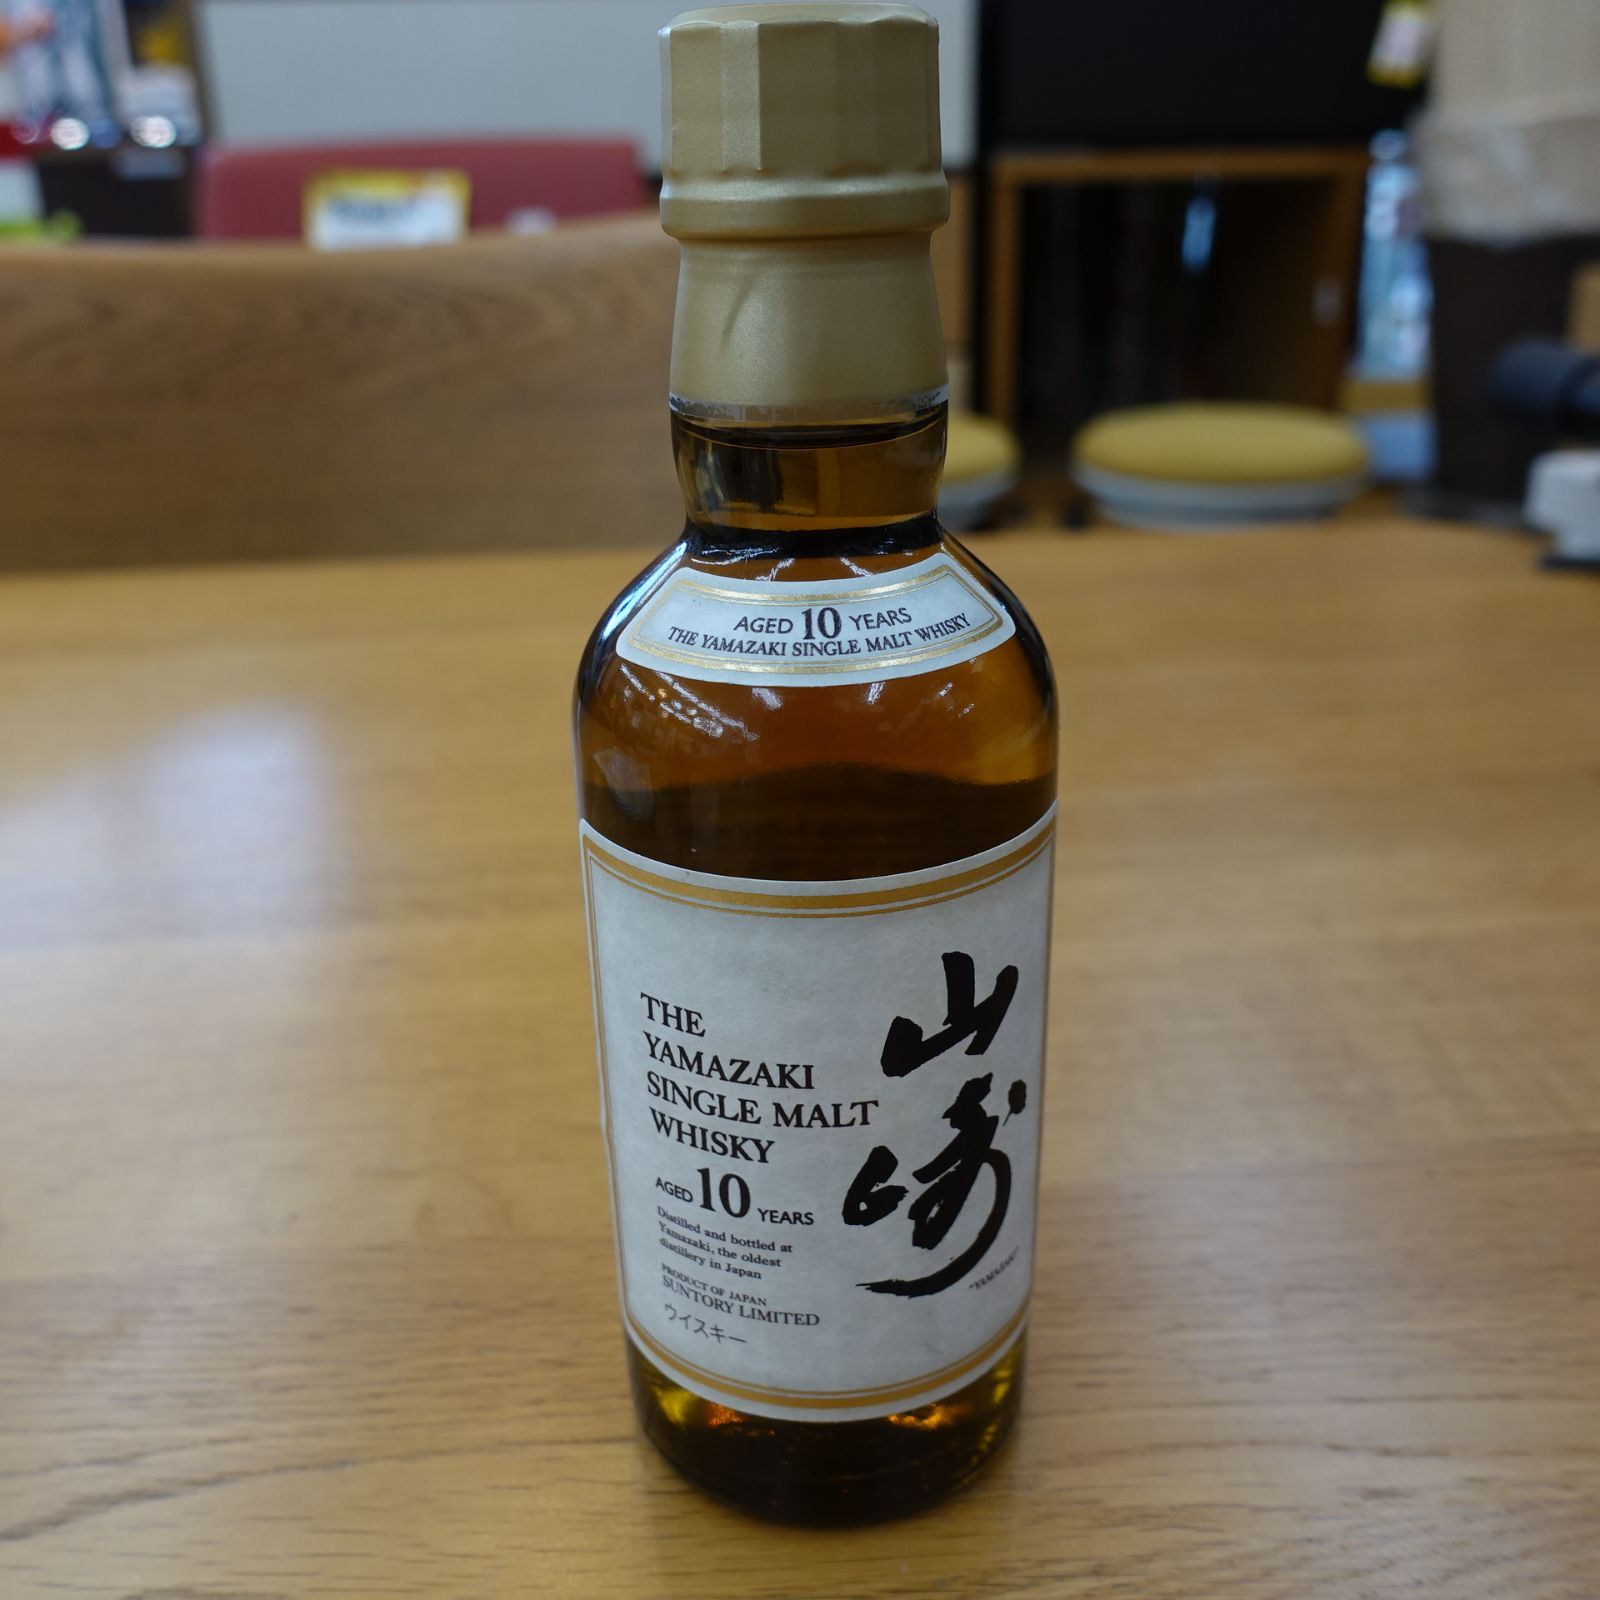 AGED 10 YEARS
THE YAMAZAKI SINGLE MALT WHISKY
THE
YAMAZAKI
SINGLE MALT
WHISKY
AGED 10 YEARS
Distilled and bottled at
Yamazaki, the oldest
distillery in Japan
PRODUCT OF JAPAN
SUNTORY LIMITED
ウイスキー
山崎
"YAMAZAKI"